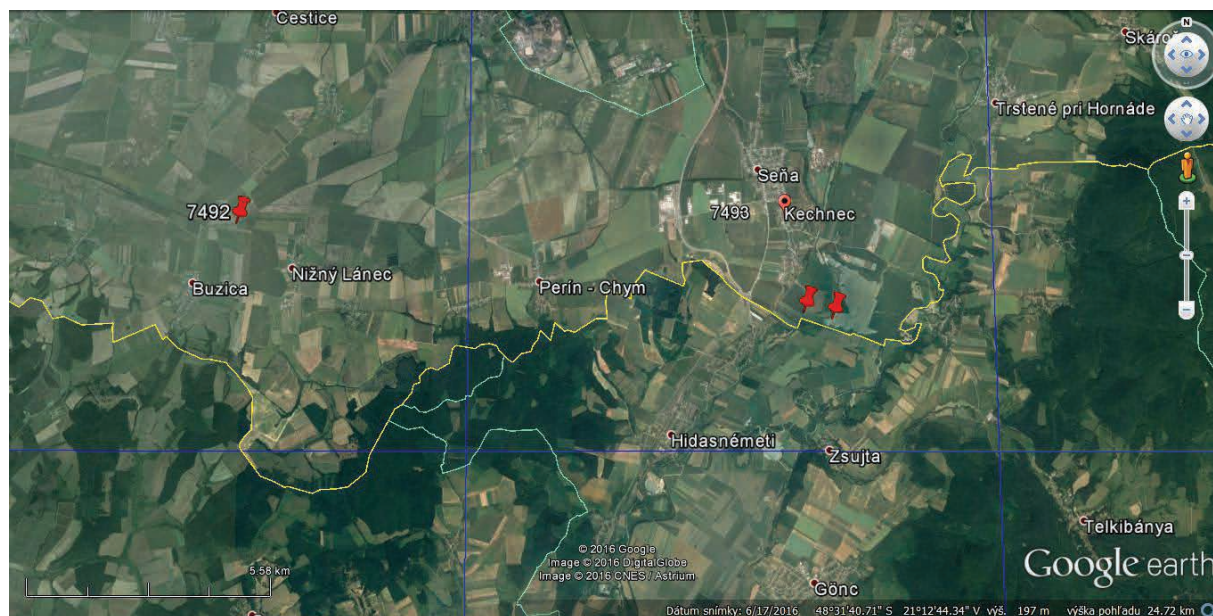 Čestice
Skároš
N
Trstené pri Hornáde
Seňa
7492
7493
Kechnec
Nižný Lánec
Buzica
Perín - Chym
Hidasnémeti
Zsujta
Telkibánya
© 2016 Google
Image © 2016 DigitalGlobe
Image © 2016 CNES / Astrium
Google earth
5.58 km
Gönc
Dátum snímky: 6/17/2016 48°31'40.71" S 21°12'44.34" V výš. 197 m výška pohľadu 24.72 km